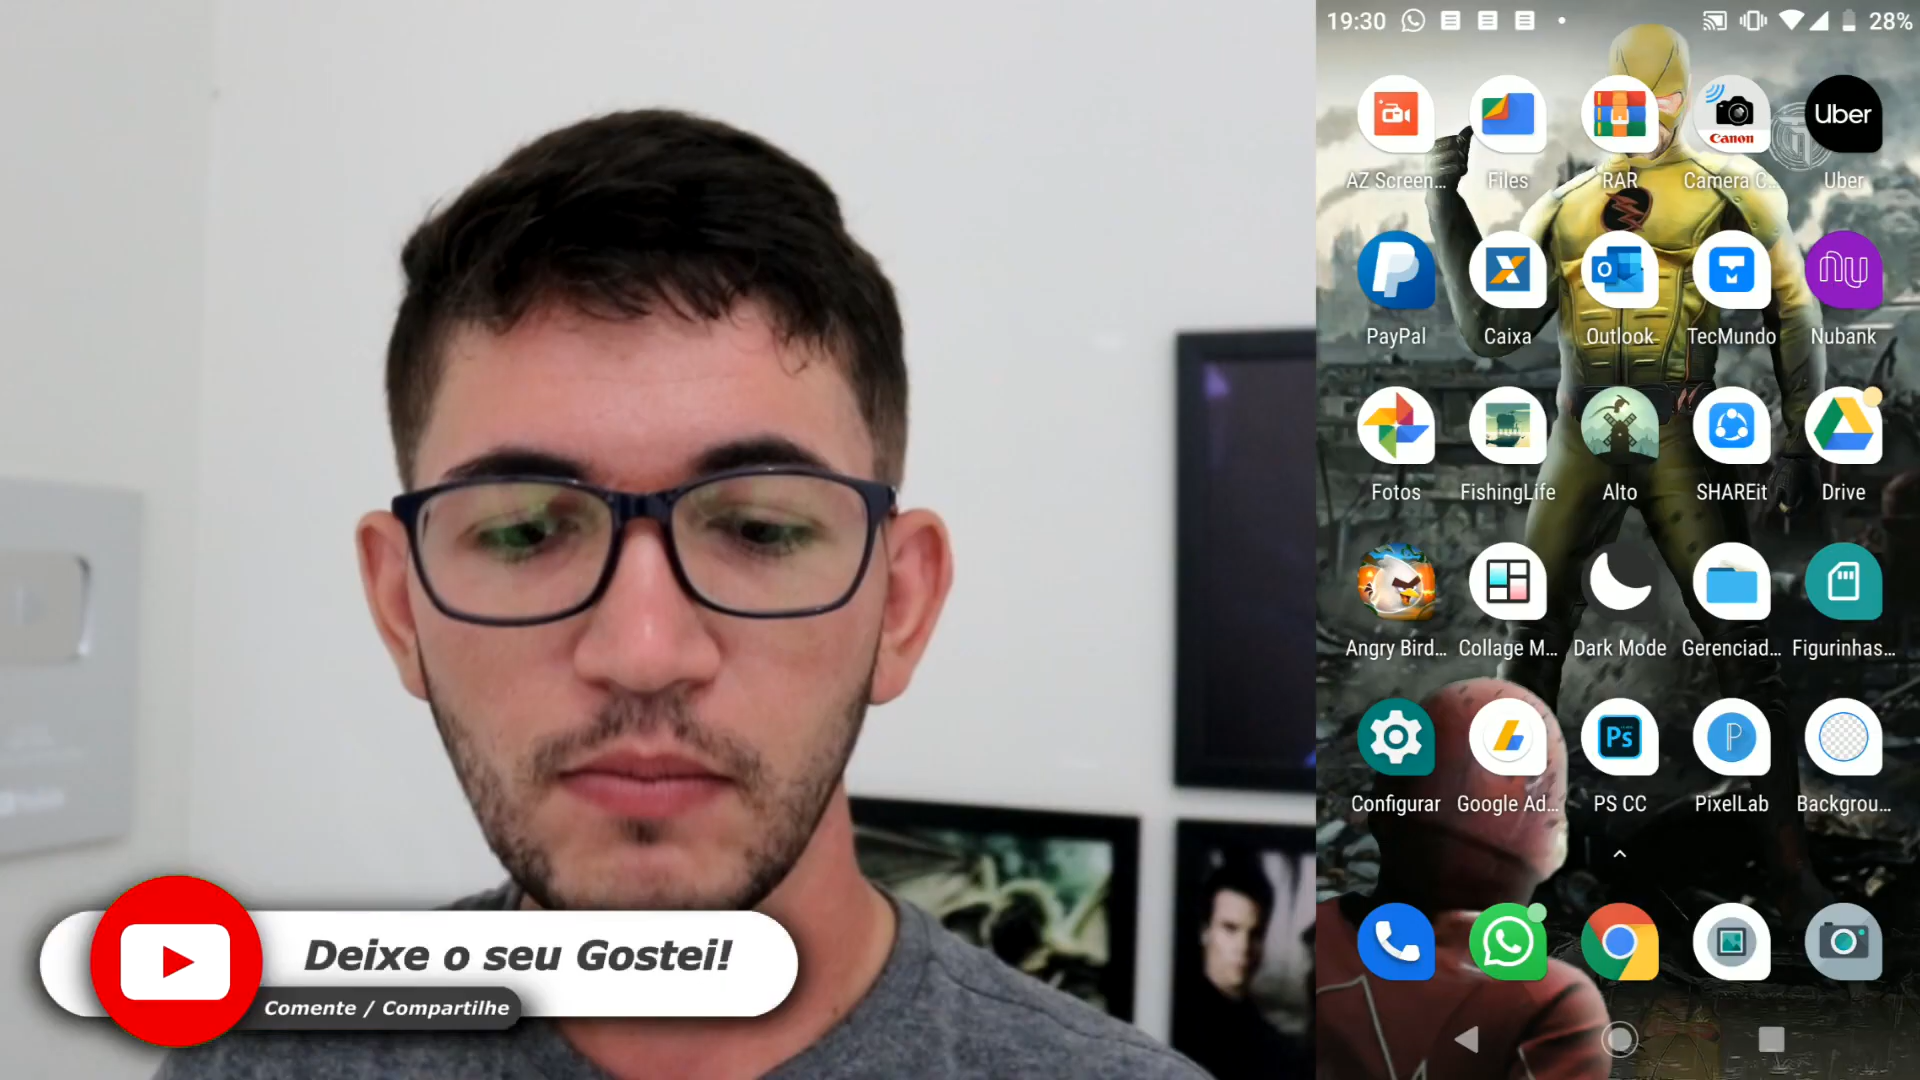 19:30 28%
Canon Uber
AZ Screen... Files RAR Camera C... Uber
PayPal Caixa Outlook TecMundo Nubank
Fotos FishingLife Alto SHAREit Drive
Angry Bird... Collage M... Dark Mode Gerenciad... Figurinhas...
Ps
Configurar Google Ad... PS CC PixelLab Backgrou...
Deixe o seu Gostei!
Comente / Compartilhe